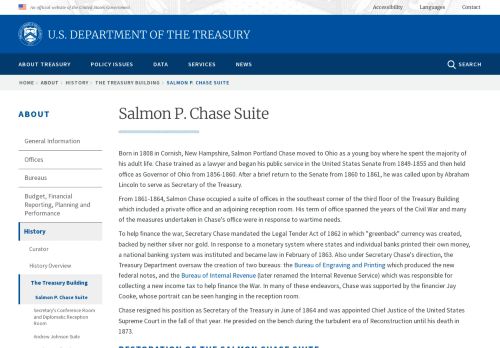 An official website of the United States Government
Accessibility Languages Contact
U.S. DEPARTMENT OF THE TREASURY
ABOUT TREASURY POLICY ISSUES DATA SERVICES NEWS SEARCH
HOME › ABOUT › HISTORY › THE TREASURY BUILDING › SALMON P. CHASE SUITE
ABOUT
General Information
Offices
Bureaus
Budget, Financial
Reporting, Planning and
Performance
History
Curator
History Overview
The Treasury Building
Salmon P. Chase Suite
Secretary's Conference Room
and Diplomatic Reception
Room
Andrew Johnson Suite
Salmon P. Chase Suite
Born in 1808 in Cornish, New Hampshire, Salmon Portland Chase moved to Ohio as a young boy where he spent the majority of
his adult life. Chase trained as a lawyer and began his public service in the United States Senate from 1849-1855 and then held
office as Governor of Ohio from 1856-1860. After a brief return to the Senate from 1860 to 1861, he was called upon by Abraham
Lincoln to serve as Secretary of the Treasury.
From 1861-1864, Salmon Chase occupied a suite of offices in the southeast corner of the third floor of the Treasury Building
which included a private office and an adjoining reception room. His term of office spanned the years of the Civil War and many
of the measures undertaken in Chase's office were in response to wartime needs.
To help finance the war, Secretary Chase mandated the Legal Tender Act of 1862 in which "greenback" currency was created,
backed by neither silver nor gold. In response to a monetary system where states and individual banks printed their own money,
a national banking system was instituted and became law in February of 1863. Also under Secretary Chase's direction, the
Treasury Department oversaw the creation of two bureaus: the Bureau of Engraving and Printing which produced the new
federal notes, and the Bureau of Internal Revenue (later renamed the Internal Revenue Service) which was responsible for
collecting a new income tax to help finance the War. In many of these endeavors, Chase was supported by the financier Jay
Cooke, whose portrait can be seen hanging in the reception room.
Chase resigned his position as Secretary of the Treasury in June of 1864 and was appointed Chief Justice of the United States
Supreme Court in the fall of that year. He presided on the bench during the turbulent era of Reconstruction until his death in
1873.
RESTORATION OF THE SALMON CHASE SUITE